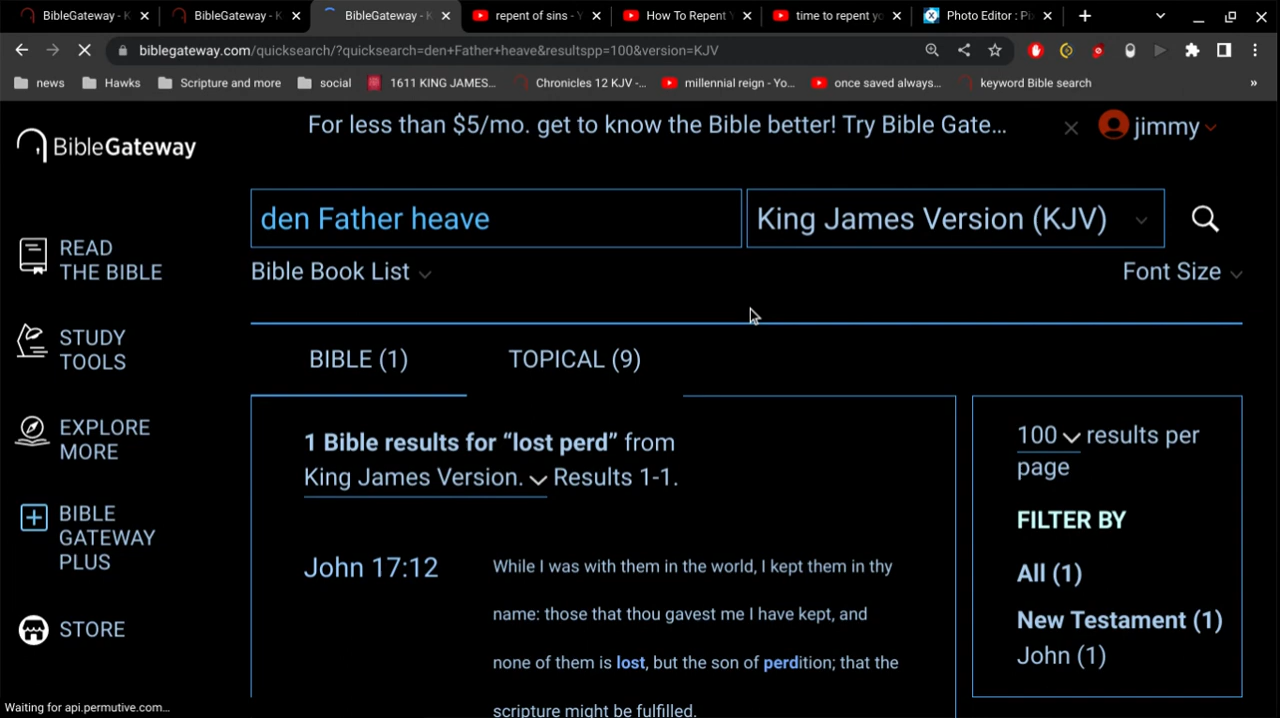 BibleGateway - K
BibleGateway - K
BibleGateway - K
repent of sins - Y
How To Repent
time to repent yo
Photo Editor : Pix
biblegateway.com/quicksearch/?quicksearch=den+Father+heave&resultspp=100&version=KJV
news
Hawks
Scripture and more
social
1611 KING JAMES...
Chronicles 12 KJV -...
millennial reign - Yo...
once saved always...
keyword Bible search
»
For less than $5/mo. get to know the Bible better! Try Bible Gate...
jimmy
BibleGateway
den Father heave
King James Version (KJV)
Bible Book List
Font Size
READ
THE BIBLE
STUDY
TOOLS
EXPLORE
MORE
BIBLE
GATEWAY
PLUS
STORE
BIBLE (1)
TOPICAL (9)
1 Bible results for “lost perd” from
King James Version. Results 1-1.
John 17:12
While I was with them in the world, I kept them in thy
name: those that thou gavest me I have kept, and
none of them is lost, but the son of perdition; that the
scripture might be fulfilled.
100 results per
page
FILTER BY
All (1)
New Testament (1)
John (1)
Waiting for api.permutive.com...